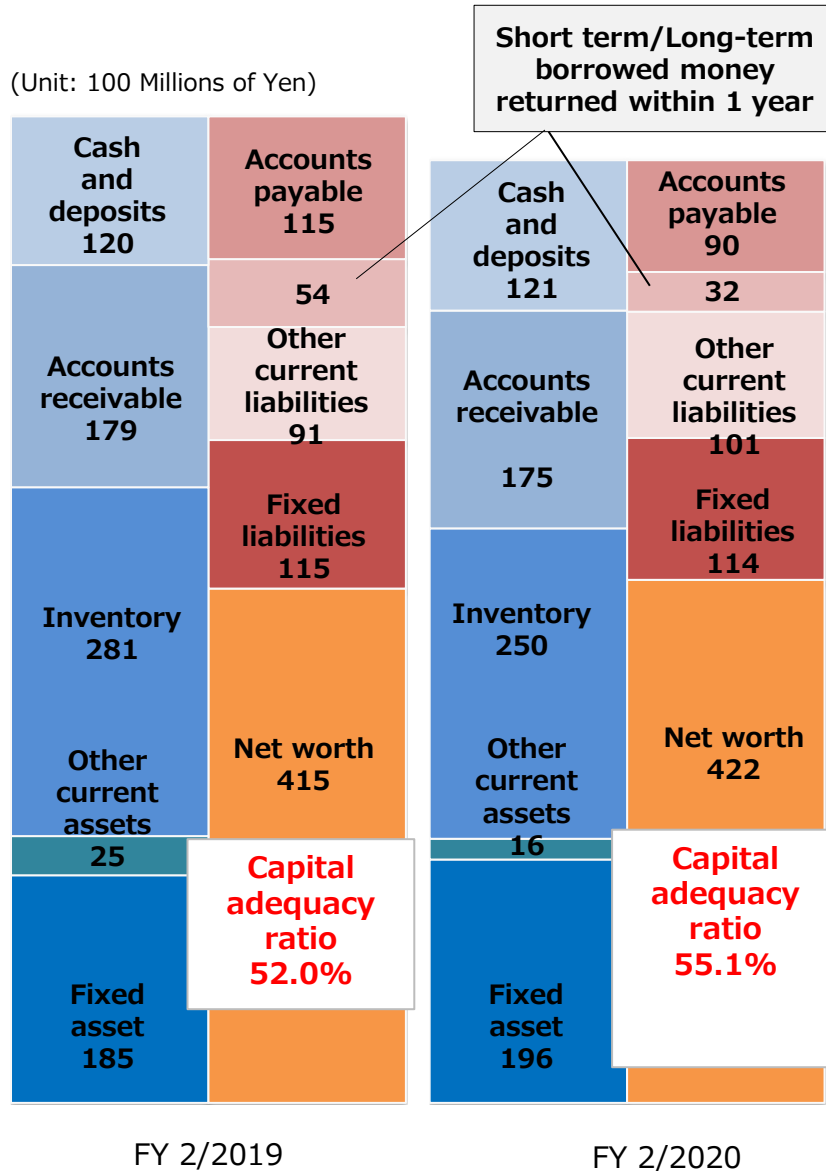 Short term/Long-term
borrowed money
returned within 1 year
(Unit: 100 Millions of Yen)
Cash
and
deposits
120
Accounts
receivable
179
Inventory
281
Other
current
assets
25
Fixed
asset
185
Accounts
payable
115
54
Other
current
liabilities
91
Fixed
liabilities
115
Net worth
415
Capital
adequacy
ratio
52.0%
FY 2/2019
Cash
and
deposits
121
Accounts
receivable
175
Inventory
250
Other
current
assets
16
Fixed
asset
196
Accounts
payable
90
32
Other
current
liabilities
101
Fixed
liabilities
114
Net worth
422
Capital
adequacy
ratio
55.1%
FY 2/2020